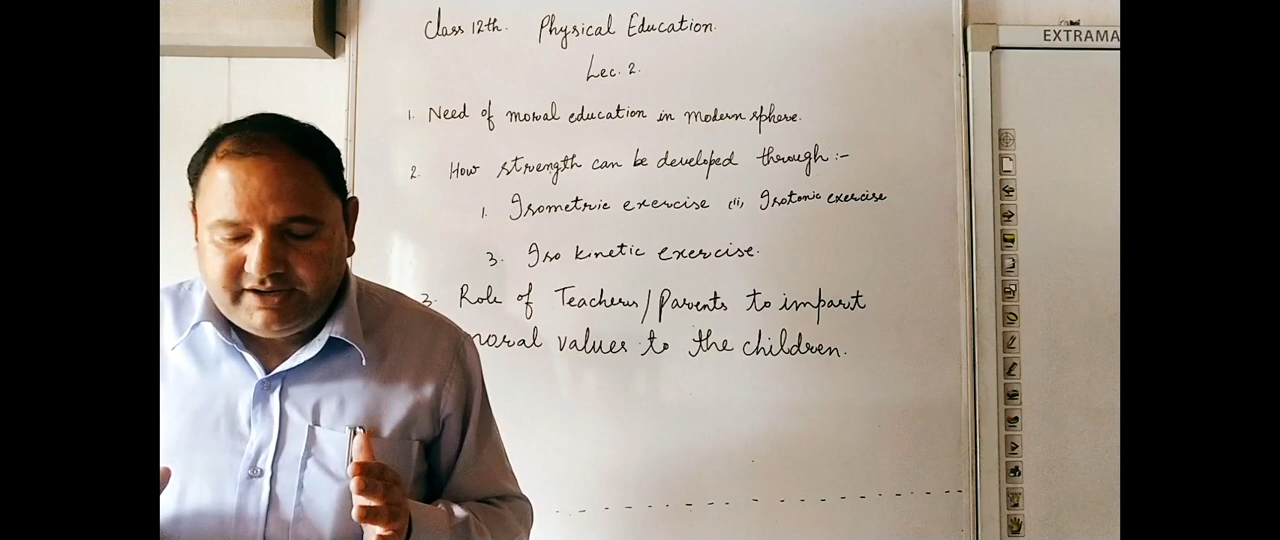 Class 12th. Physical Education.
Lec. 2.
1. Need of moral education in modern sphere.
2. How strength can be developed through :-
1. Isometric exercise (ii) Isotonic exercise
3. Iso kinetic exercise.
3. Role of Teachers/Parents to impart
moral values to the children.
EXTRAMA